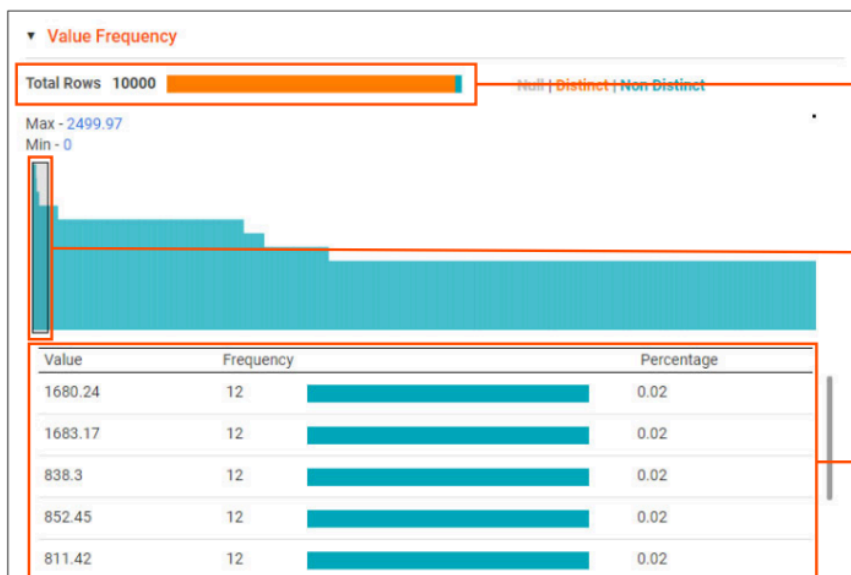 Value Frequency
Total Rows 10000
Null | Distinct | Non Distinct
Max - 2499.97
Min - 0
Value Frequency Percentage
1680.24 12 0.02
1683.17 12 0.02
838.3 12 0.02
852.45 12 0.02
811.42 12 0.02